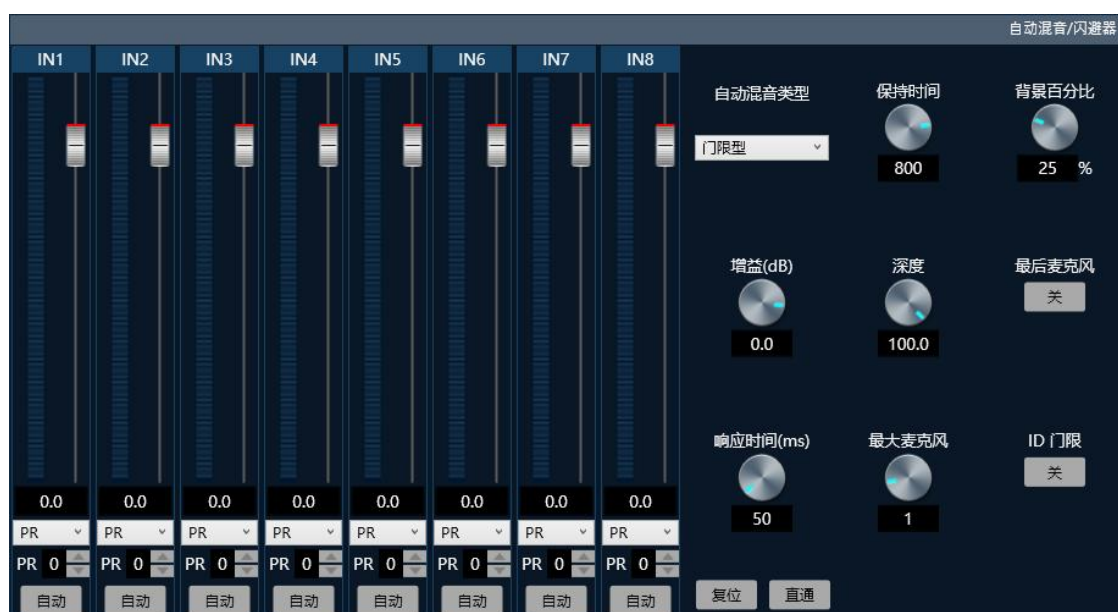 自动混音/闪避器
IN1 IN2 IN3 IN4 IN5 IN6 IN7 IN8
自动混音类型 保持时间 背景百分比
门限型
800 25 %
增益(dB) 深度 最后麦克风
关
0.0 100.0
响应时间(ms) 最大麦克风 ID 门限
关
50 1
0.0 0.0 0.0 0.0 0.0 0.0 0.0 0.0
PR PR PR PR PR PR PR PR
PR 0 PR 0 PR 0 PR 0 PR 0 PR 0 PR 0 PR 0
自动 自动 自动 自动 自动 自动 自动 自动
复位 直通